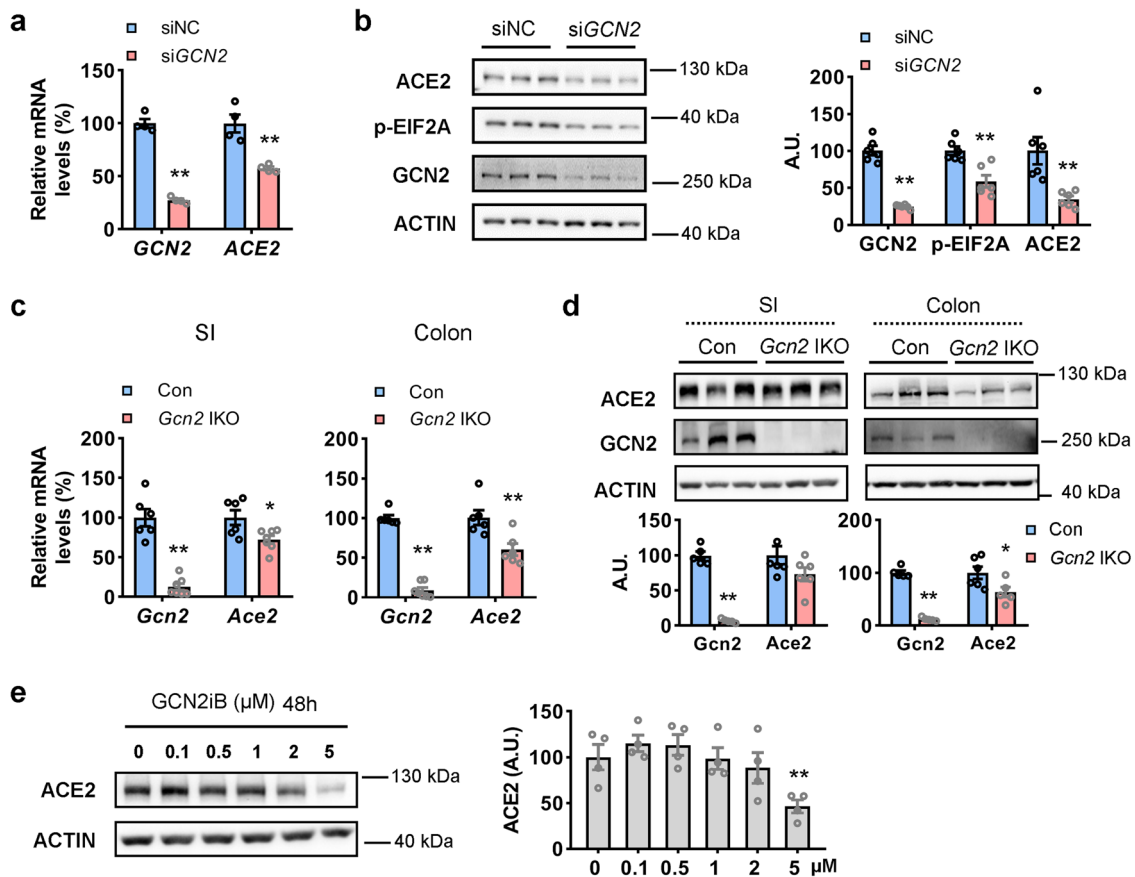 a
siNC
siGCN2
Relative mRNA
levels (%)
150
100
50
0
**
**
GCN2
ACE2
b
siNC
siGCN2
ACE2
130 kDa
p-EIF2A
40 kDa
GCN2
250 kDa
ACTIN
40 kDa
siNC
siGCN2
A.U.
200
150
100
50
0
**
**
**
GCN2
p-EIF2A
ACE2
c
SI
Con
Gcn2 IKO
Relative mRNA
levels (%)
200
150
100
50
0
**
*
Gcn2
Ace2
Colon
Con
Gcn2 IKO
200
150
100
50
0
**
**
Gcn2
Ace2
d
SI
Colon
Con
Gcn2 IKO
Con
Gcn2 IKO
ACE2
130 kDa
GCN2
250 kDa
ACTIN
40 kDa
A.U.
150
100
50
0
**
Gcn2
Ace2
200
100
0
**
*
Gcn2
Ace2
Con
Gcn2 IKO
e
GCN2iB (μM) 48h
0 0.1 0.5 1 2 5
ACE2
130 kDa
ACTIN
40 kDa
ACE2 (A.U.)
150
100
50
0
**
0 0.1 0.5 1 2 5 μM